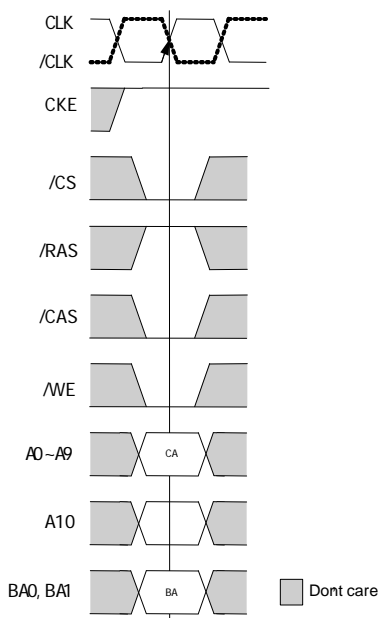 CLK
/CLK
CKE
/CS
/RAS
/CAS
/WE
A0~A9
CA
A10
BA0, BA1
BA
Dont care